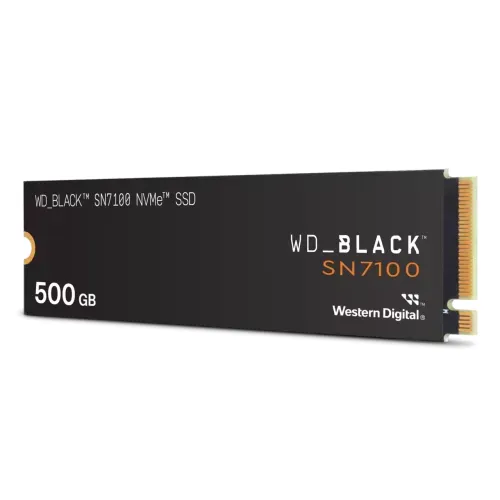 WD_BLACK™ SN7100 NVMe™ SSD
500 GB
WD_BLACK™
SN7100
Western Digital®